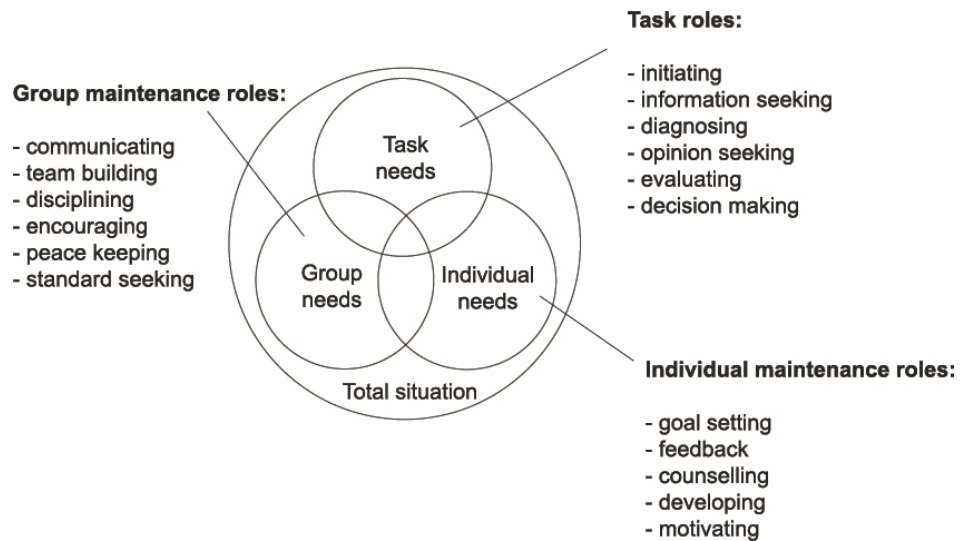 Task roles:
- initiating
- information seeking
- diagnosing
- opinion seeking
- evaluating
- decision making
Group maintenance roles:
- communicating
- team building
- disciplining
- encouraging
- peace keeping
- standard seeking
Task
needs
Group
needs
Individual
needs
Total situation
Individual maintenance roles:
- goal setting
- feedback
- counselling
- developing
- motivating